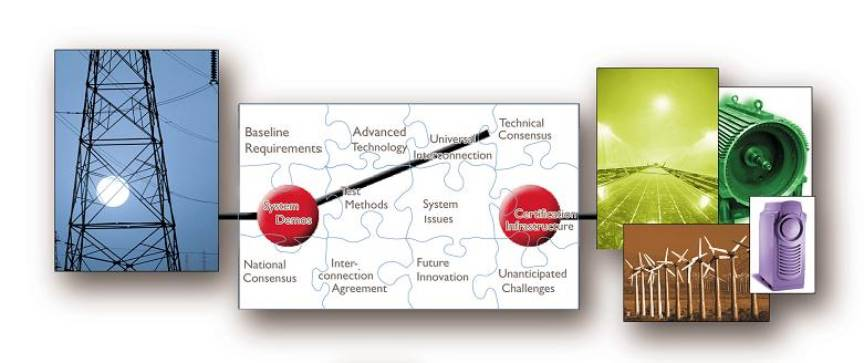 Baseline
Requirements
Advanced
Technology
Universal
Interconnection
Technical
Consensus
System
Demos
Test
Methods
System
Issues
Certification
Infrastructure
National
Consensus
Inter-
connection
Agreement
Future
Innovation
Unanticipated
Challenges